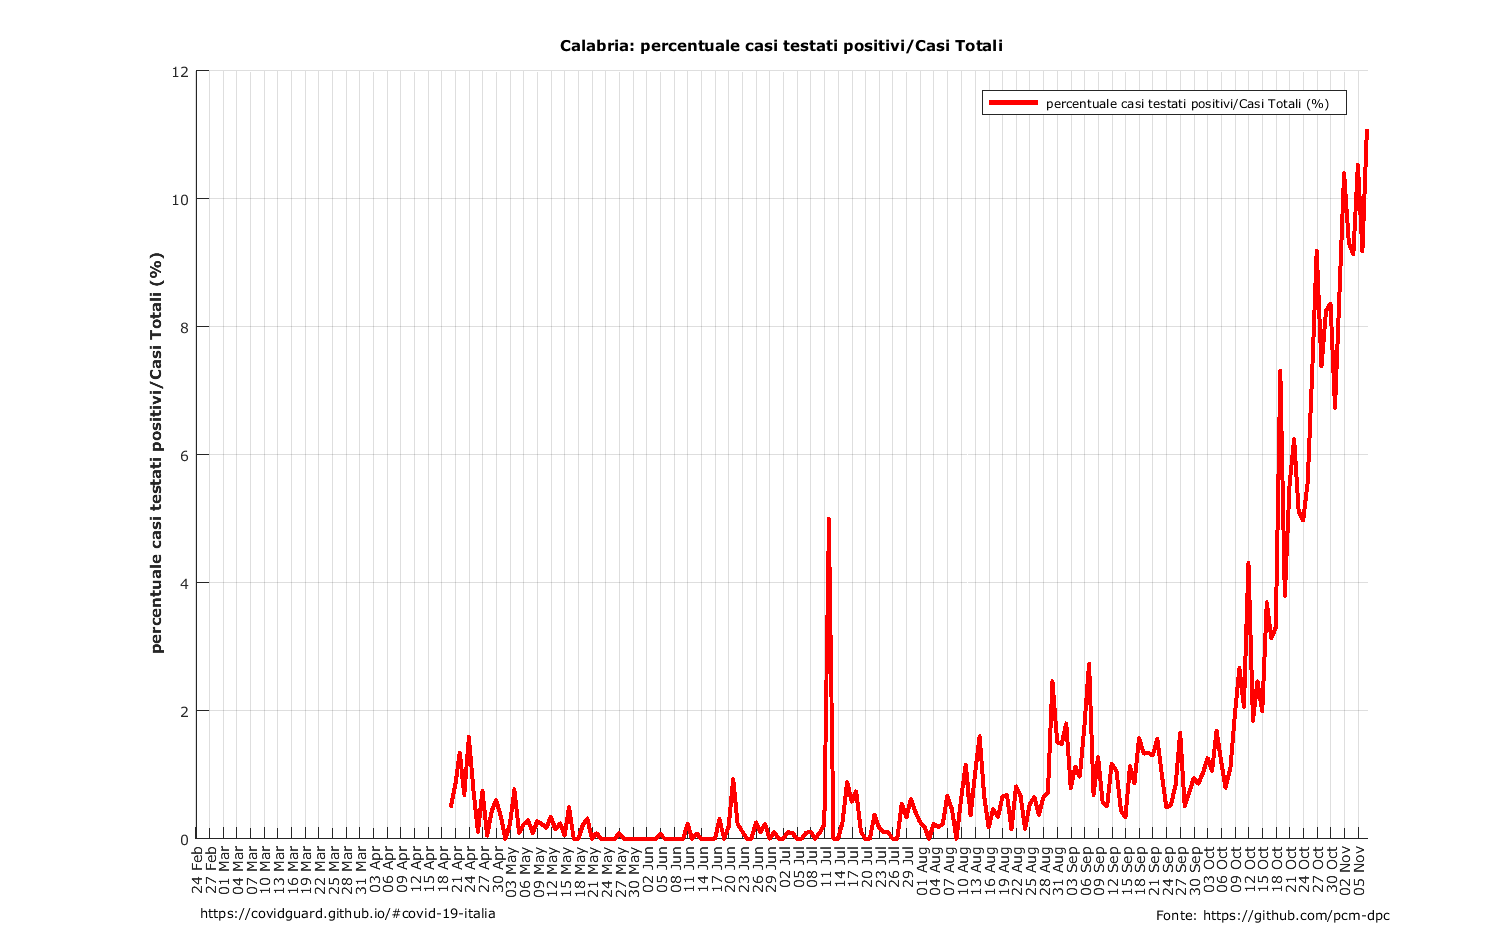 Calabria: percentuale casi testati positivi/Casi Totali
percentuale casi testati positivi/Casi Totali (%)
percentuale casi testati positivi/Casi Totali (%)
12
10
8
6
4
2
0
24 Feb
27 Feb
01 Mar
04 Mar
07 Mar
10 Mar
13 Mar
16 Mar
19 Mar
22 Mar
25 Mar
28 Mar
31 Mar
03 Apr
06 Apr
09 Apr
12 Apr
15 Apr
18 Apr
21 Apr
24 Apr
27 Apr
30 Apr
03 May
06 May
09 May
12 May
15 May
18 May
21 May
24 May
27 May
30 May
02 Jun
05 Jun
08 Jun
11 Jun
14 Jun
17 Jun
20 Jun
23 Jun
26 Jun
29 Jun
02 Jul
05 Jul
08 Jul
11 Jul
14 Jul
17 Jul
20 Jul
23 Jul
26 Jul
29 Jul
01 Aug
04 Aug
07 Aug
10 Aug
13 Aug
16 Aug
19 Aug
22 Aug
25 Aug
28 Aug
31 Aug
03 Sep
06 Sep
09 Sep
12 Sep
15 Sep
18 Sep
21 Sep
24 Sep
27 Sep
30 Sep
03 Oct
06 Oct
09 Oct
12 Oct
15 Oct
18 Oct
21 Oct
24 Oct
27 Oct
30 Oct
02 Nov
05 Nov
https://covidguard.github.io/#covid-19-italia
Fonte: https://github.com/pcm-dpc